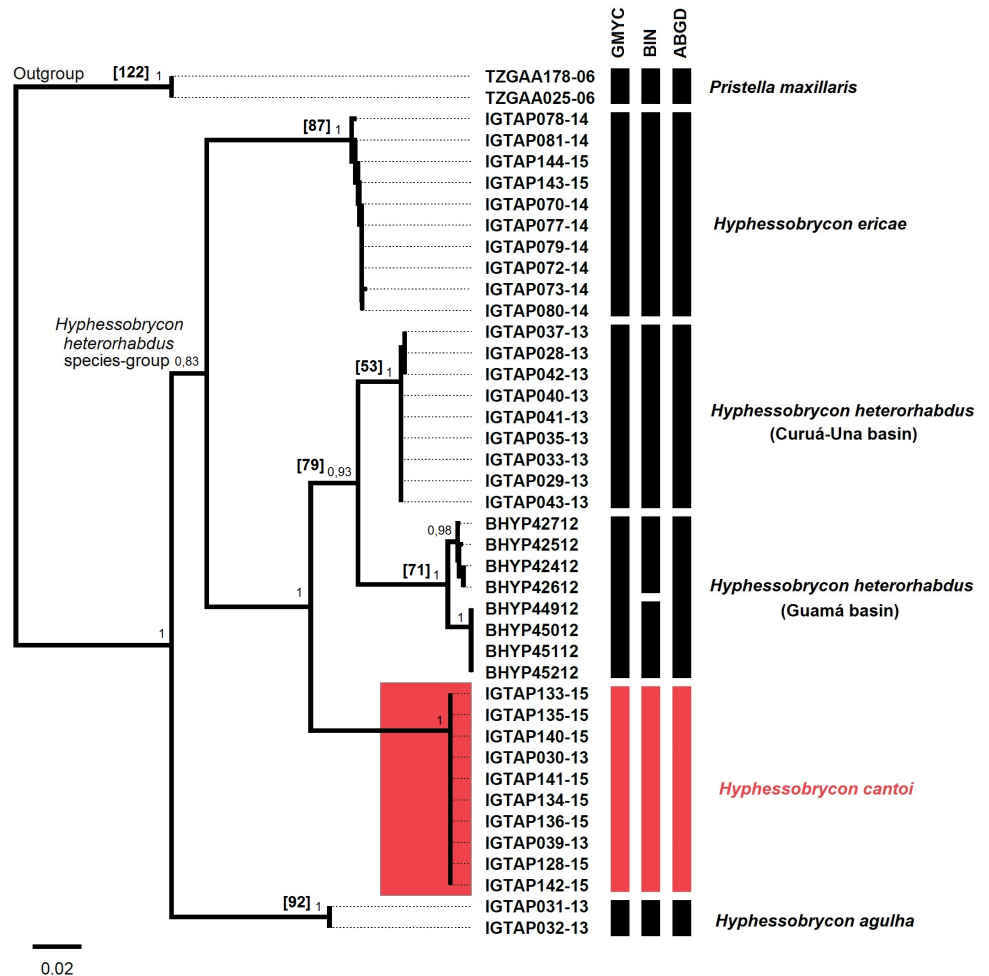 GMYC BIN ABGD
Outgroup [122] 1 TZGAA178-06
TZGAA025-06
Pristella maxillaris
[87] 1 IGTAP078-14
IGTAP081-14
IGTAP144-15
IGTAP143-15
IGTAP070-14
IGTAP077-14
Hyphessobrycon ericae
IGTAP079-14
IGTAP072-14
IGTAP073-14
IGTAP080-14
Hyphessobrycon
heterorhabdus
species-group 0,83
IGTAP037-13
IGTAP028-13
[53] 1 IGTAP042-13
IGTAP040-13
IGTAP041-13
Hyphessobrycon heterorhabdus
(Curuá-Una basin)
IGTAP035-13
IGTAP033-13
[79] 0,93
IGTAP029-13
IGTAP043-13
BHYP42712
0,98
BHYP42512
BHYP42412
[71] 1 BHYP42612
Hyphessobrycon heterorhabdus
(Guamá basin)
1
BHYP44912
1 BHYP45012
1
BHYP45112
BHYP45212
IGTAP133-15
IGTAP135-15
1 IGTAP140-15
IGTAP030-13
IGTAP141-15
Hyphessobrycon cantoi
IGTAP134-15
IGTAP136-15
IGTAP039-13
IGTAP128-15
IGTAP142-15
[92] 1 IGTAP031-13
IGTAP032-13
Hyphessobrycon agulha
0.02